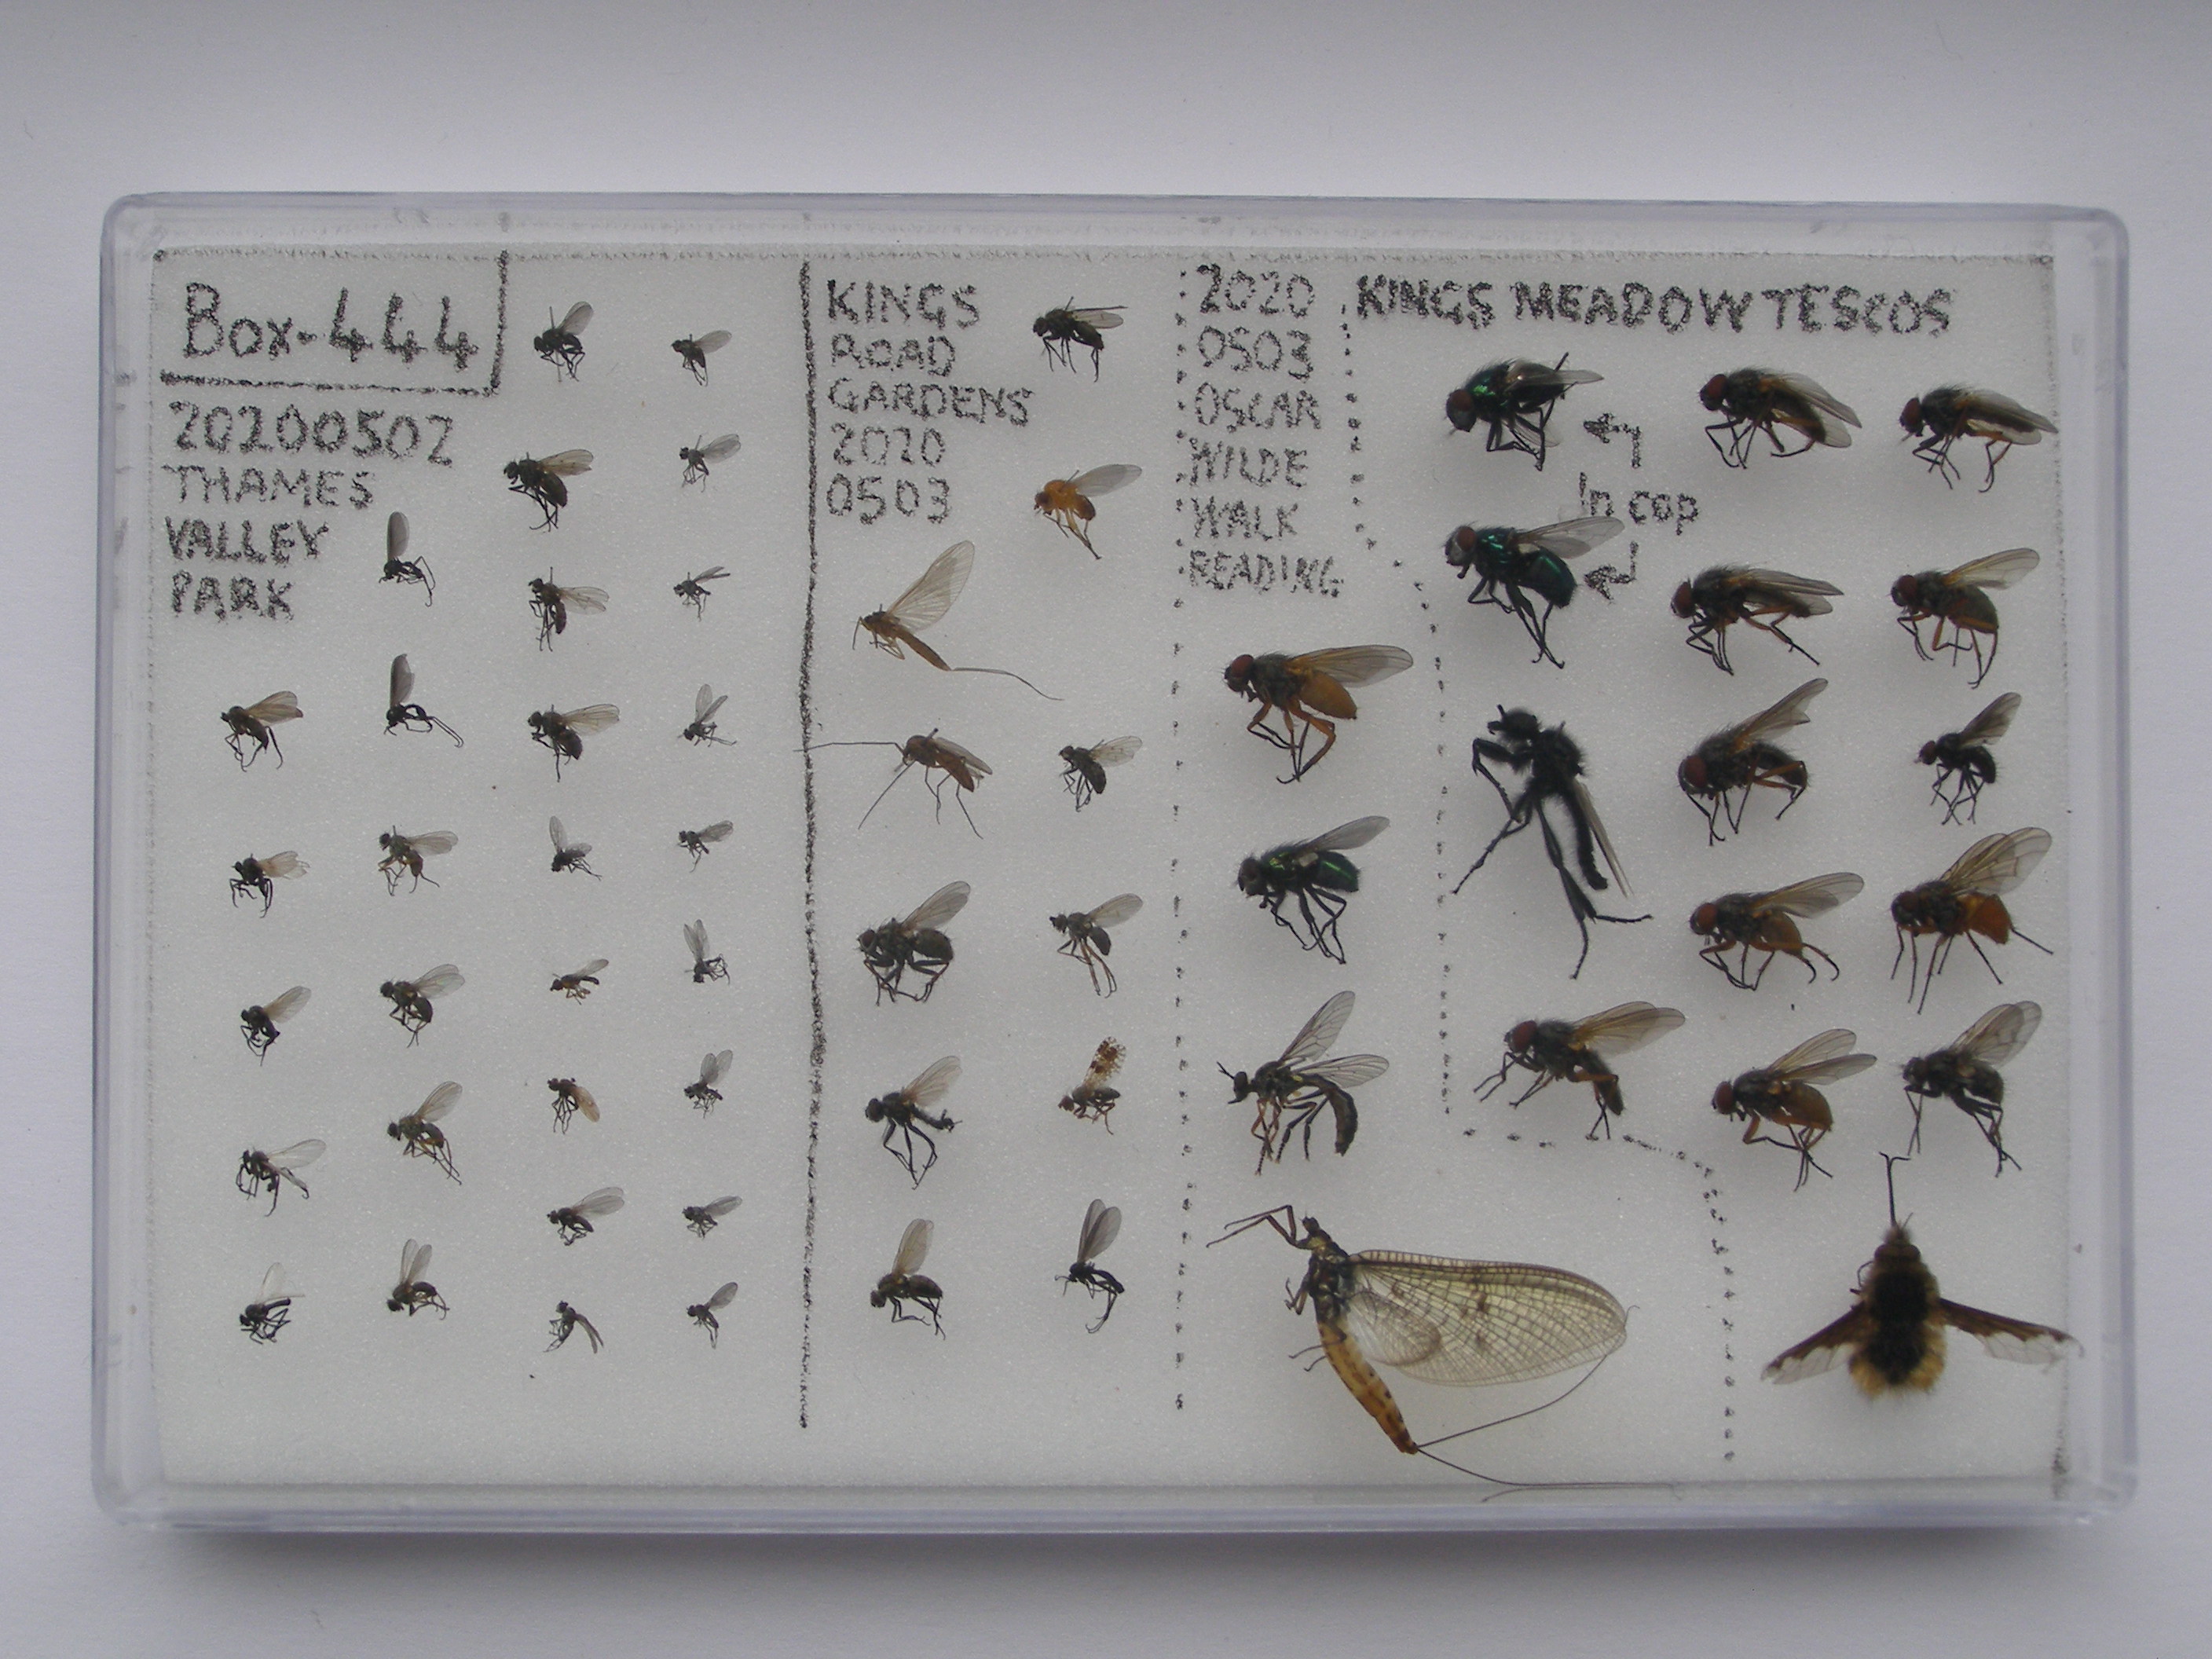 Box-444
20200502
THAMES
VALLEY
PARK
KINGS
ROAD
GARDENS
2020
0503
2020
0503
OSCAR
WILDE
WALK
READING
KINGS MEADOW TESCOS
in cop